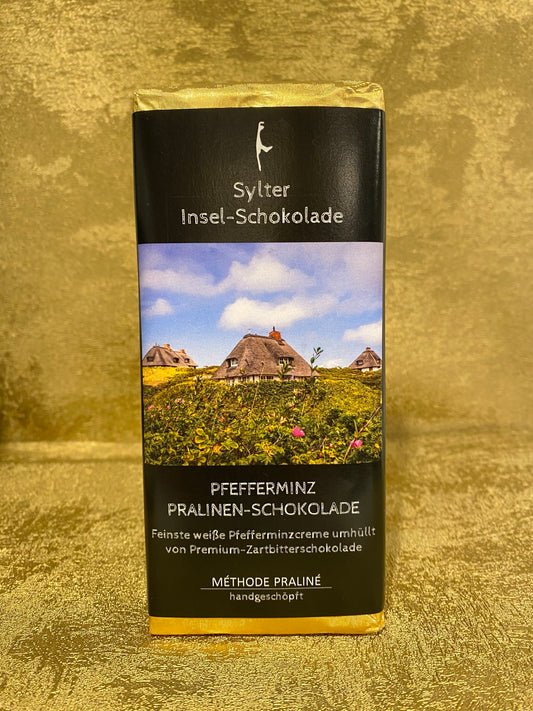 Sylter
Insel-Schokolade
PFEFFERMINZ
PRALINEN-SCHOKOLADE
Feinste weiße Pfefferminzcreme umhüllt
von Premium-Zartbitterschokolade
MÉTHODE PRALINÉ
handgeschöpft